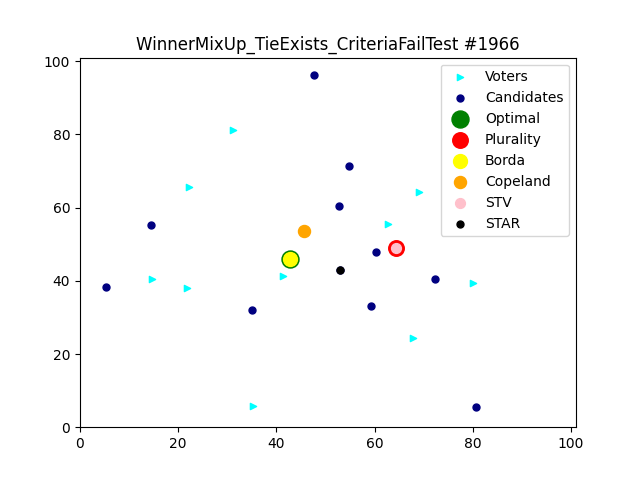 WinnerMixUp_TieExists_CriteriaFailTest #1966
100
80
60
40
20
0
0
20
40
60
80
100
Voters
Candidates
Optimal
Plurality
Borda
Copeland
STV
STAR